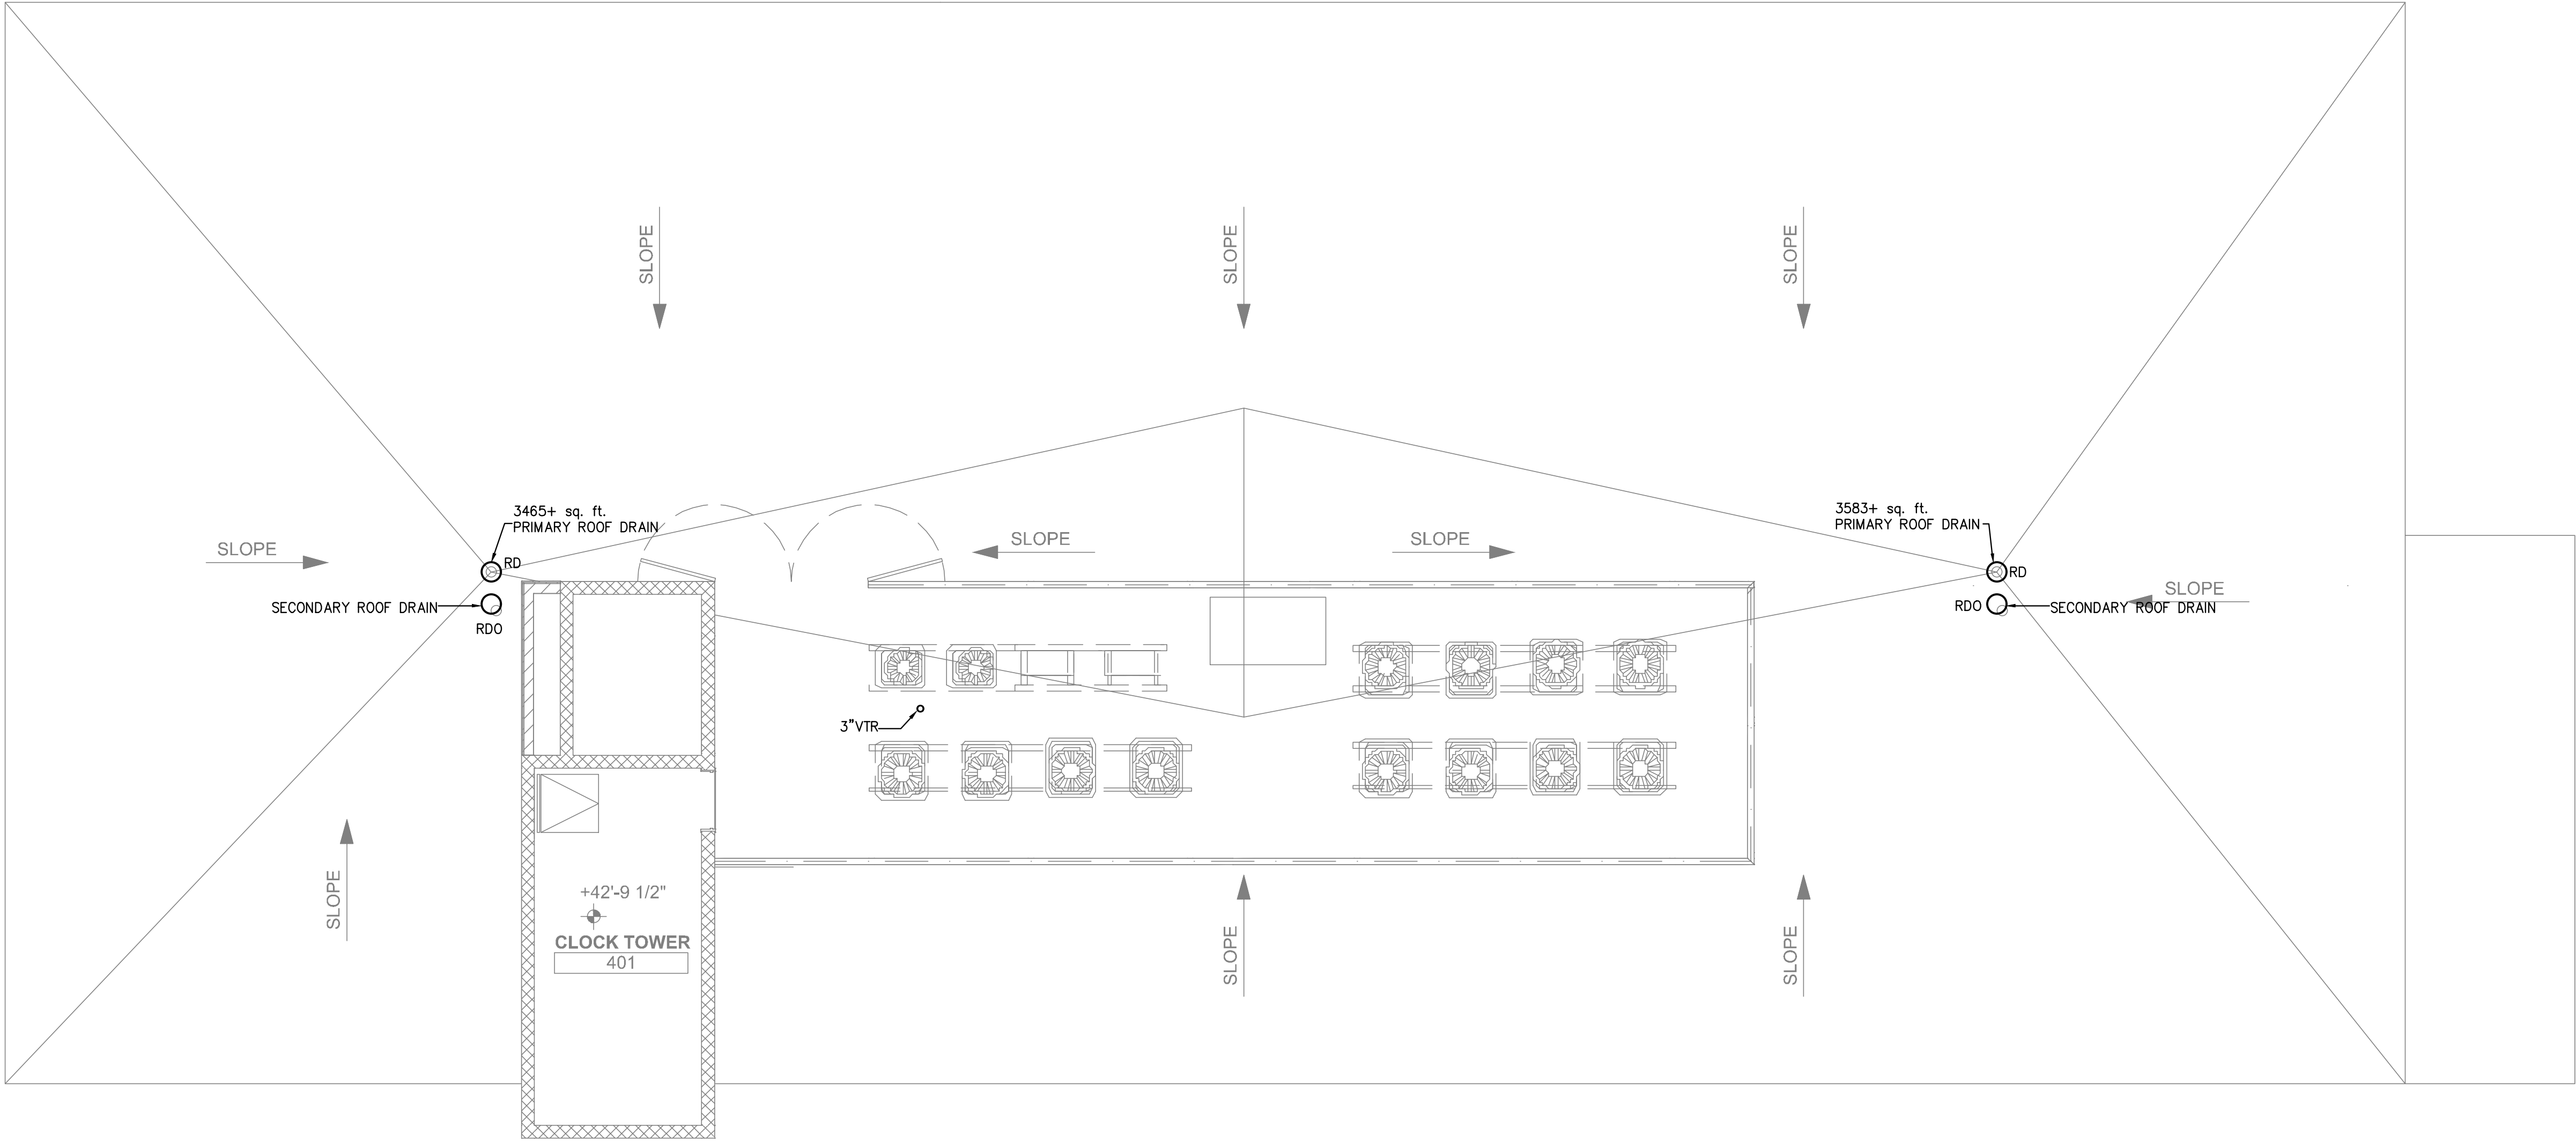 SLOPE
SLOPE
SLOPE
3465+ sq. ft.
PRIMARY ROOF DRAIN
RD
SLOPE
SECONDARY ROOF DRAIN
RDO
SLOPE
SLOPE
3583+ sq. ft.
PRIMARY ROOF DRAIN
RD
SLOPE
RDO
SECONDARY ROOF DRAIN
3"VTR
SLOPE
+42'-9 1/2"
CLOCK TOWER
401
SLOPE
SLOPE